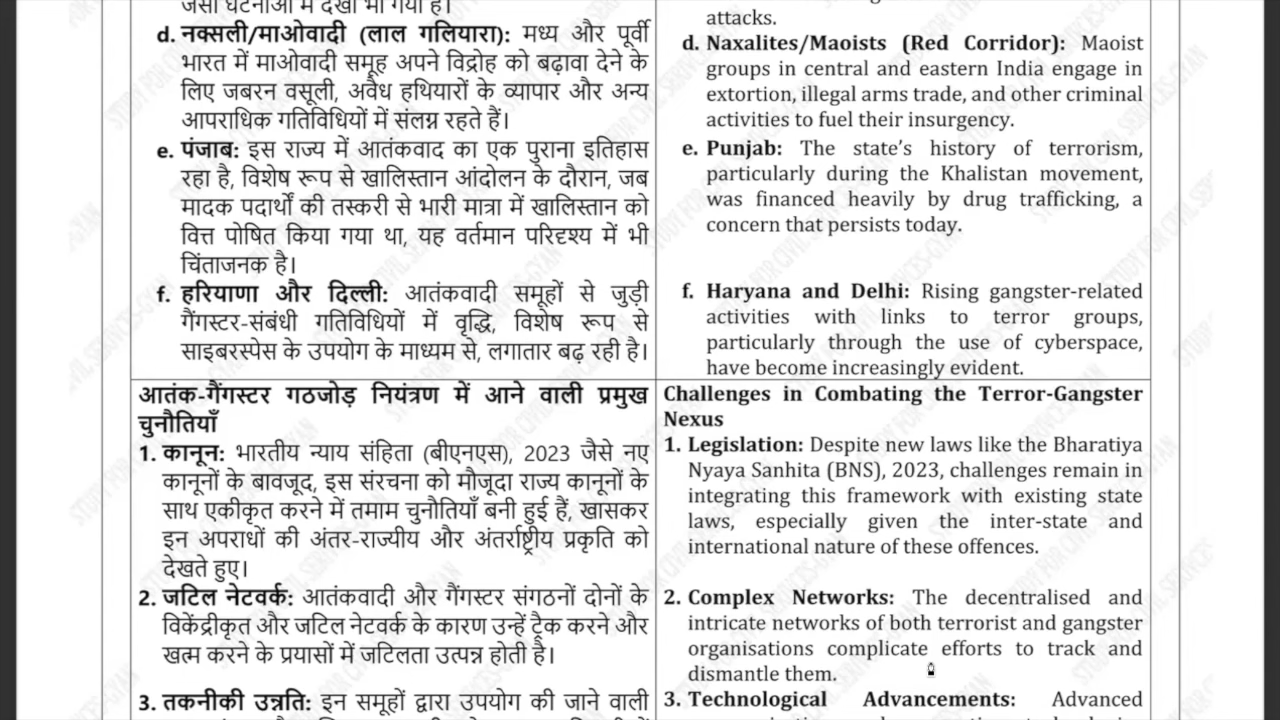 जैसी घटनाओं में देखा भी गया है।
d. नक्सली/माओवादी (लाल गलियारा): मध्य और पूर्वी
भारत में माओवादी समूह अपने विद्रोह को बढ़ावा देने के
लिए जबरन वसूली, अवैध हथियारों के व्यापार और अन्य
आपराधिक गतिविधियों में संलग्न रहते हैं।
e. पंजाब: इस राज्य में आतंकवाद का एक पुराना इतिहास
रहा है, विशेष रूप से खालिस्तान आंदोलन के दौरान, जब
मादक पदार्थों की तस्करी से भारी मात्रा में खालिस्तान को
वित्त पोषित किया गया था, यह वर्तमान परिदृश्य में भी
चिंताजनक है।
f. हरियाणा और दिल्ली: आतंकवादी समूहों से जुड़ी
गैंगस्टर-संबंधी गतिविधियों में वृद्धि, विशेष रूप से
साइबरस्पेस के उपयोग के माध्यम से, लगातार बढ़ रही है।
attacks.
d. Naxalites/Maoists (Red Corridor): Maoist
groups in central and eastern India engage in
extortion, illegal arms trade, and other criminal
activities to fuel their insurgency.
e. Punjab: The state’s history of terrorism,
particularly during the Khalistan movement,
was financed heavily by drug trafficking, a
concern that persists today.
f. Haryana and Delhi: Rising gangster-related
activities with links to terror groups,
particularly through the use of cyberspace,
have become increasingly evident.
आतंक-गैंगस्टर गठजोड़ नियंत्रण में आने वाली प्रमुख
चुनौतियाँ
1. कानून: भारतीय न्याय संहिता (बीएनएस), 2023 जैसे नए
कानूनों के बावजूद, इस संरचना को मौजूदा राज्य कानूनों के
साथ एकीकृत करने में तमाम चुनौतियाँ बनी हुई हैं, खासकर
इन अपराधों की अंतर-राज्यीय और अंतर्राष्ट्रीय प्रकृति को
देखते हुए।
2. जटिल नेटवर्क: आतंकवादी और गैंगस्टर संगठनों दोनों के
विकेंद्रीकृत और जटिल नेटवर्क के कारण उन्हें ट्रैक करने और
खत्म करने के प्रयासों में जटिलता उत्पन्न होती है।
3. तकनीकी उन्नति: इन समूहों द्वारा उपयोग की जाने वाली
Challenges in Combating the Terror-Gangster
Nexus
1. Legislation: Despite new laws like the Bharatiya
Nyaya Sanhita (BNS), 2023, challenges remain in
integrating this framework with existing state
laws, especially given the inter-state and
international nature of these offences.
2. Complex Networks: The decentralised and
intricate networks of both terrorist and gangster
organisations complicate efforts to track and
dismantle them.
3. Technological Advancements: Advanced